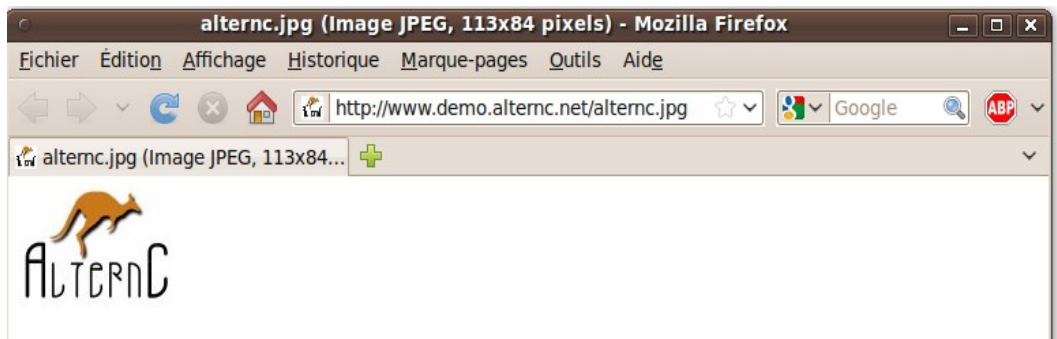 alternc.jpg (Image JPEG, 113x84 pixels) - Mozilla Firefox
Fichier Édition Affichage Historique Marque-pages Outils Aide
http://www.demo.alternc.net/alternc.jpg Google ABP
alternc.jpg (Image JPEG, 113x84...
ALTERNC